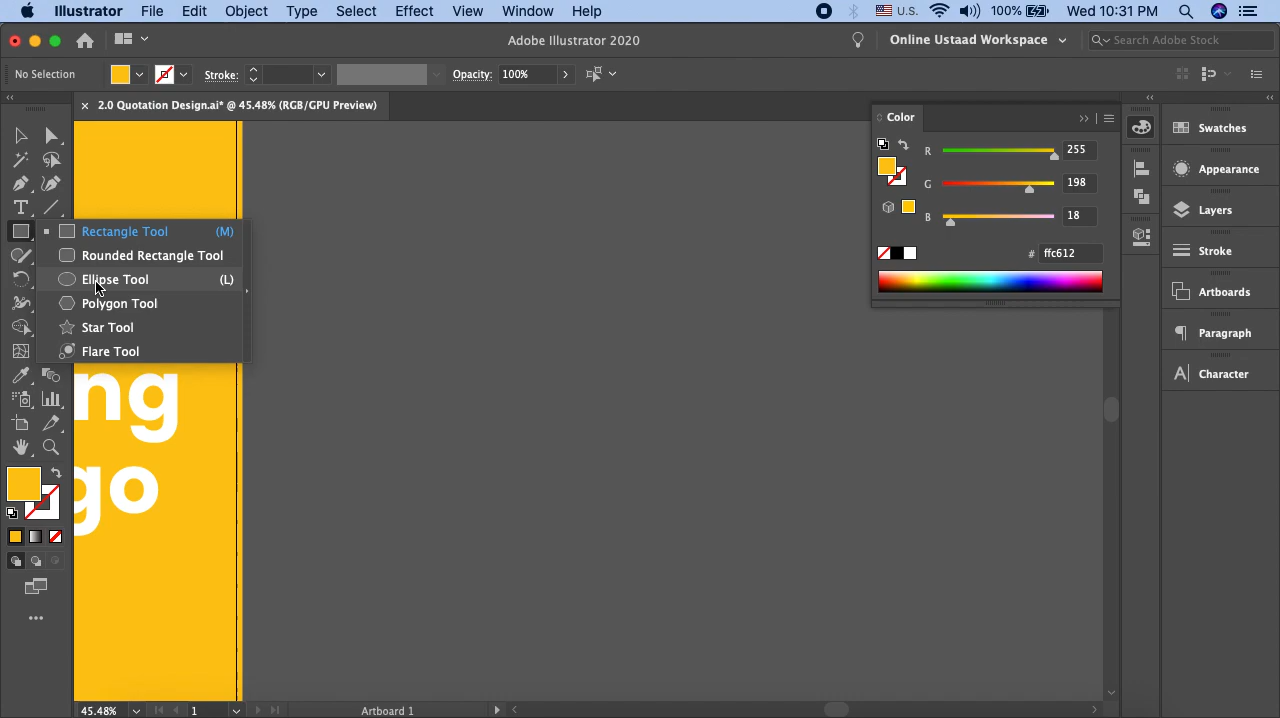 Illustrator File Edit Object Type Select Effect View Window Help U.S. 100% Wed 10:31 PM
Adobe Illustrator 2020 Online Ustaad Workspace Search Adobe Stock
No Selection Stroke: Opacity: 100%
× 2.0 Quotation Design.ai* @ 45.48% (RGB/GPU Preview)
Color
R 255
G 198
B 18
# ffc612
Swatches
Appearance
Layers
Stroke
Artboards
Paragraph
Character
Rectangle Tool (M)
Rounded Rectangle Tool
Ellipse Tool (L)
Polygon Tool
Star Tool
Flare Tool
ng
go
45.48% 1 Artboard 1